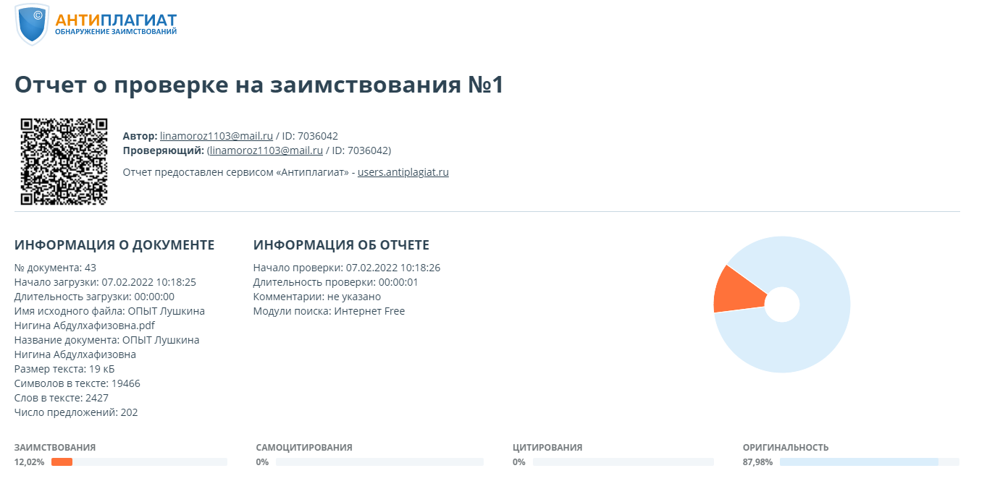 ©
АНТИПЛАГИАТ
ОБНАРУЖЕНИЕ ЗАИМСТВОВАНИЙ
Отчет о проверке на заимствования №1
Автор: linamoroz1103@mail.ru / ID: 7036042
Проверяющий: (linamoroz1103@mail.ru / ID: 7036042)
Отчет предоставлен сервисом «Антиплагиат» - users.antiplagiat.ru
ИНФОРМАЦИЯ О ДОКУМЕНТЕ
№ документа: 43
Начало загрузки: 07.02.2022 10:18:25
Длительность загрузки: 00:00:00
Имя исходного файла: ОПЫТ Лушкина
Нигина Абдулхафизовна.pdf
Название документа: ОПЫТ Лушкина
Нигина Абдулхафизовна
Размер текста: 19 кБ
Cимволов в тексте: 19466
Слов в тексте: 2427
Число предложений: 202
ИНФОРМАЦИЯ ОБ ОТЧЕТЕ
Начало проверки: 07.02.2022 10:18:26
Длительность проверки: 00:00:01
Комментарии: не указано
Модули поиска: Интернет Free
ЗАИМСТВОВАНИЯ
12,02%
САМОЦИТИРОВАНИЯ
0%
ЦИТИРОВАНИЯ
0%
ОРИГИНАЛЬНОСТЬ
87,98%